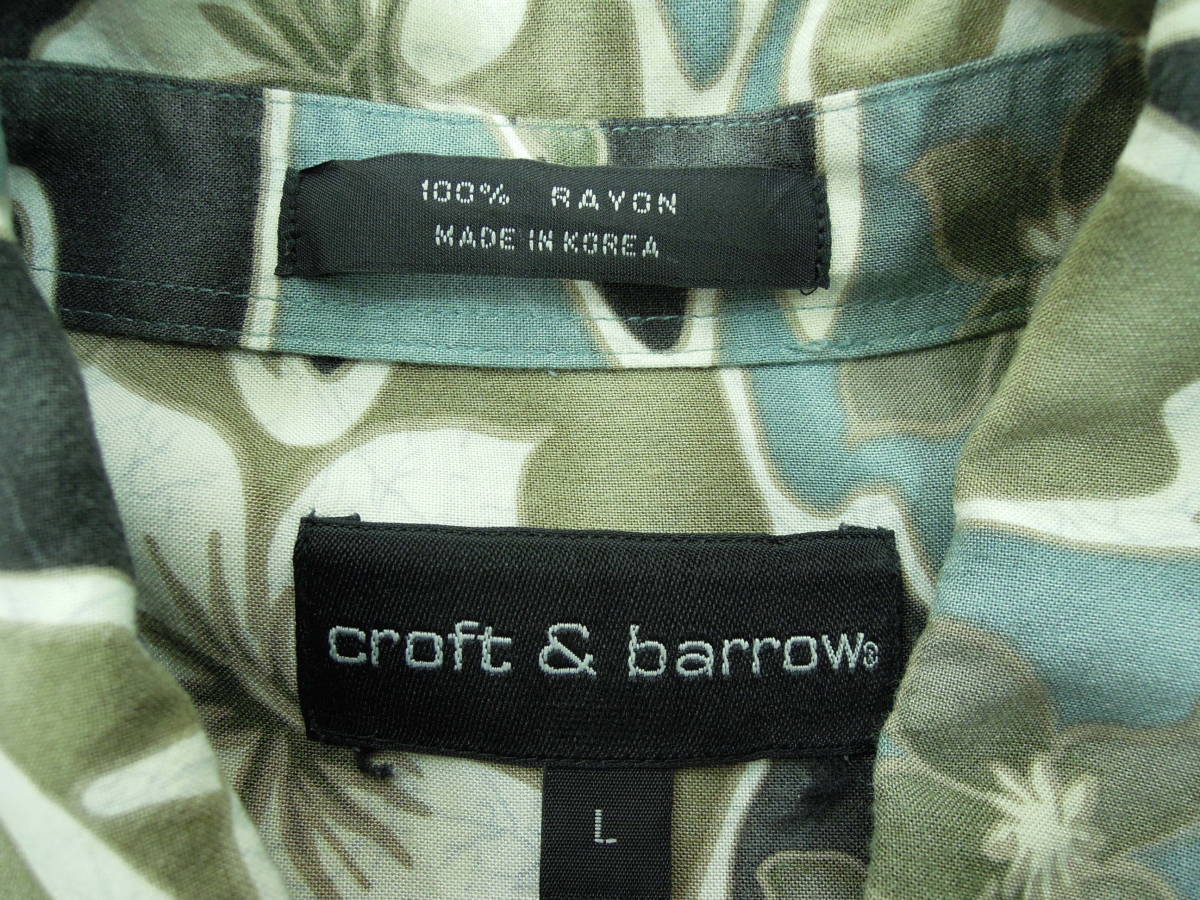 100% RAYON
MADE IN KOREA
croft & barrow®
L